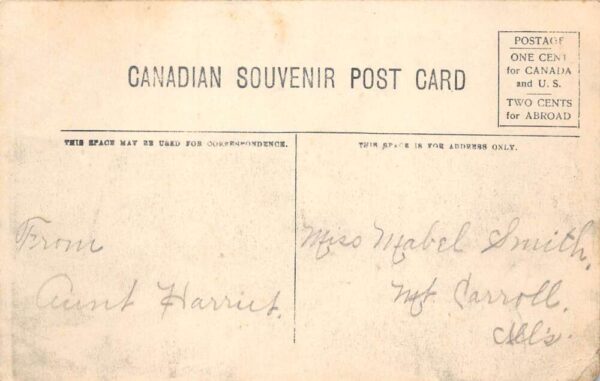 POSTAGE
ONE CENT
for CANADA
and U. S.
TWO CENTS
for ABROAD
CANADIAN SOUVENIR POST CARD
THIS SPACE MAY BE USED FOR CORRESPONDENCE.
THIS SPACE IS FOR ADDRESS ONLY.
From
Aunt Harriet.
Miss Mabel Smith.
Mt Carroll.
Ill's.